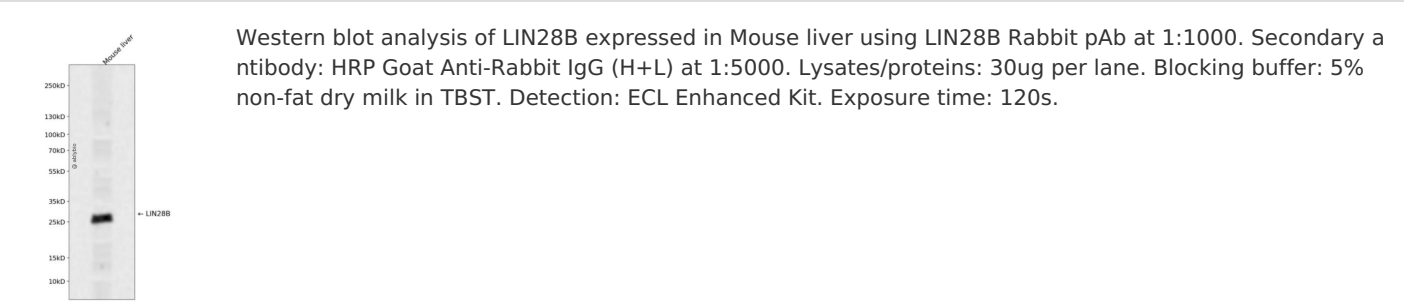 Mouse liver
250kD
130kD
100kD
70kD
55kD
35kD
25kD
15kD
10kD
@ ablybio
← LIN28B
Western blot analysis of LIN28B expressed in Mouse liver using LIN28B Rabbit pAb at 1:1000. Secondary a
ntibody: HRP Goat Anti-Rabbit IgG (H+L) at 1:5000. Lysates/proteins: 30ug per lane. Blocking buffer: 5%
non-fat dry milk in TBST. Detection: ECL Enhanced Kit. Exposure time: 120s.